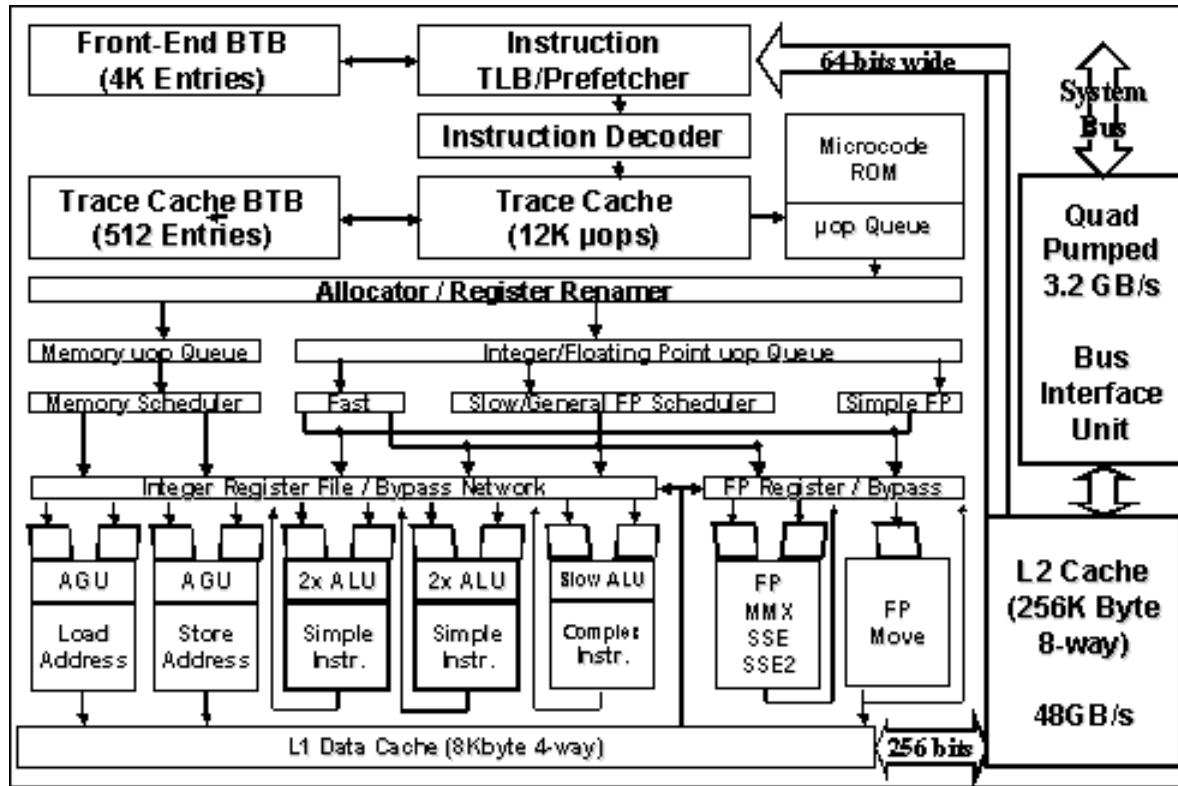 Front-End BTB
(4K Entries)
Instruction
TLB/Prefetcher
64-bits wide
System
Bus
Instruction Decoder
Microcode
ROM
Trace Cache BTB
(512 Entries)
Trace Cache
(12K µops)
µop Queue
Quad
Pumped
3.2 GB/s
Bus
Interface
Unit
Allocator / Register Renamer
Memory uop Queue
Integer/Floating Point uop Queue
Memory Scheduler
Fast
Slow/General FP Scheduler
Simple FP
Integer Register File / Bypass Network
FP Register / Bypass
AGU
Load
Address
AGU
Store
Address
2x ALU
Simple
Instr.
2x ALU
Simple
Instr.
Slow ALU
Complex
Instr.
FP
MMX
SSE
SSE2
FP
Move
L2 Cache
(256K Byte
8-way)
48GB/s
L1 Data Cache (8Kbyte 4-way)
256 bits